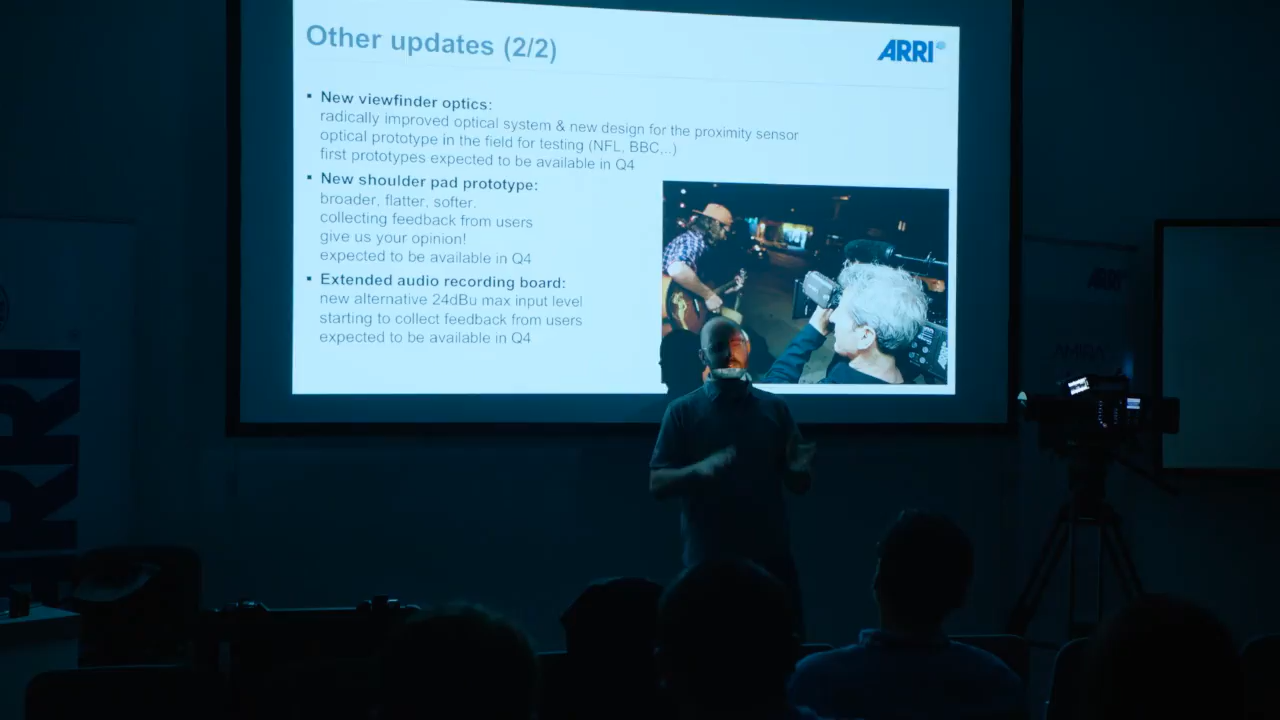 Other updates (2/2)
ARRI
▪ New viewfinder optics:
radically improved optical system & new design for the proximity sensor
optical prototype in the field for testing (NFL, BBC,..)
first prototypes expected to be available in Q4
▪ New shoulder pad prototype:
broader, flatter, softer.
collecting feedback from users
give us your opinion!
expected to be available in Q4
▪ Extended audio recording board:
new alternative 24dBu max input level
starting to collect feedback from users
expected to be available in Q4
ARRI
AMIRA
RRI